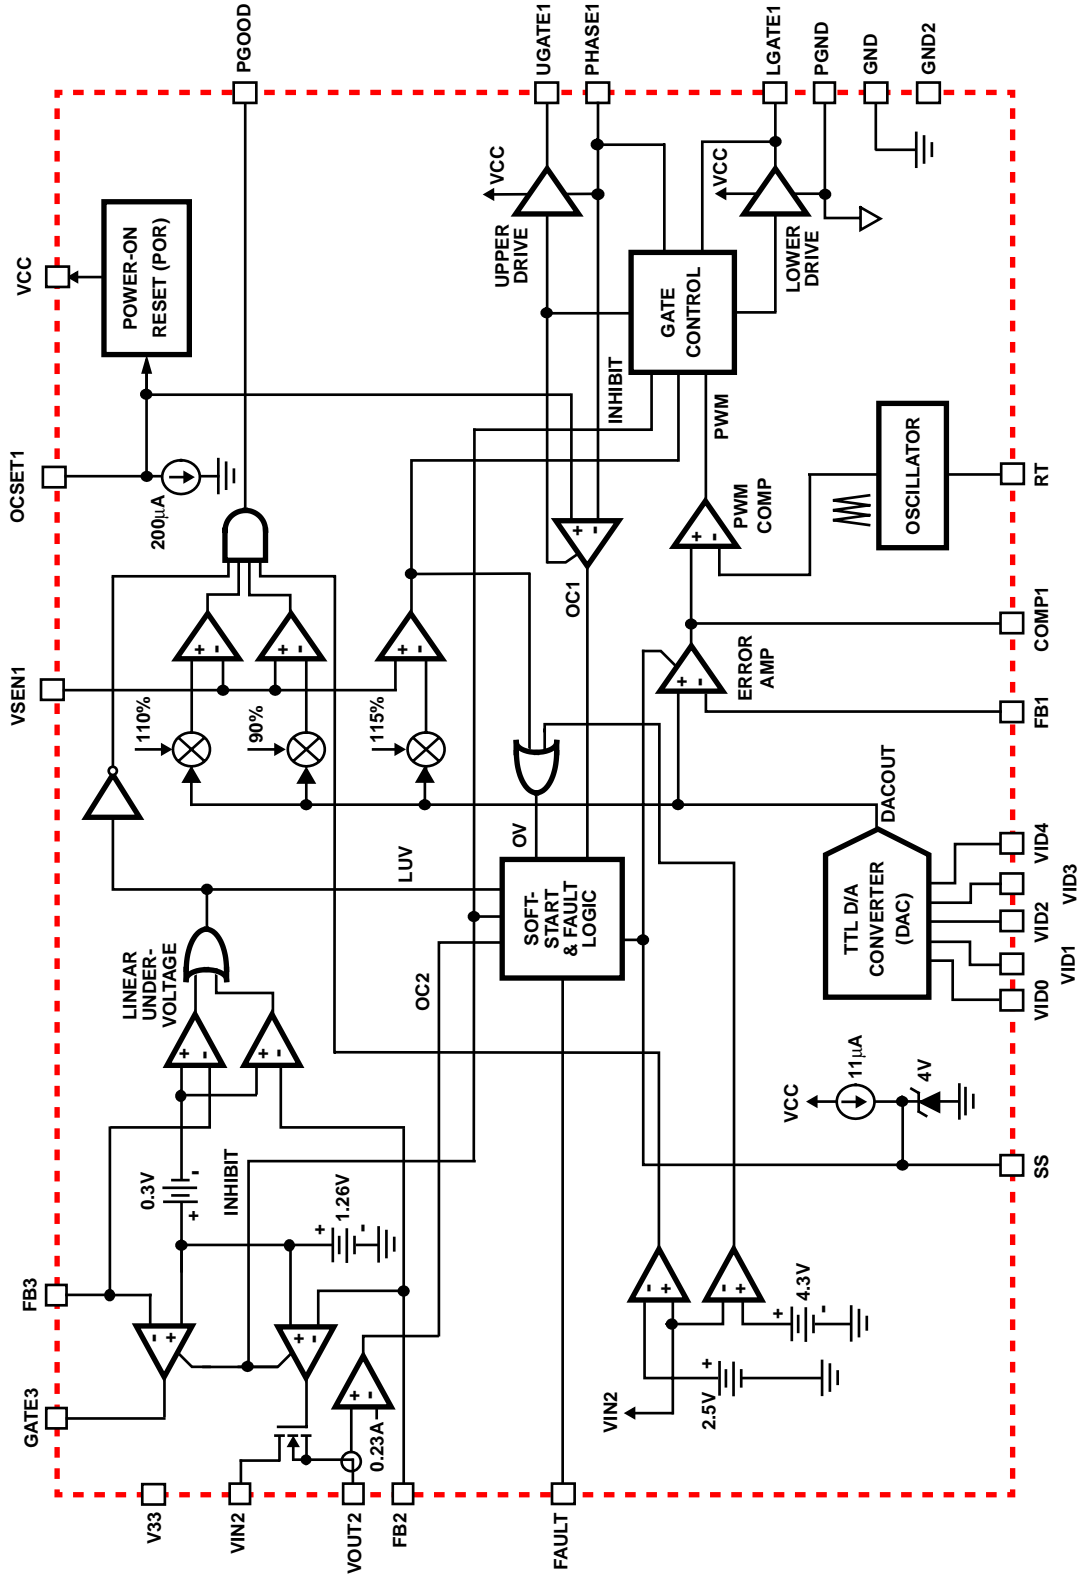 VCC
OCSET1
VSEN1
FB3
GATE3
PGOOD
UGATE1
PHASE1
LGATE1
PGND
GND
GND2
RT
COMP1
FB1
VID4
VID3
VID2
VID1
VID0
SS
V33
VIN2
VOUT2
FB2
FAULT
POWER-ON
RESET (POR)
200μA
110%
90%
115%
+
-
+
-
+
-
LINEAR
UNDER-
VOLTAGE
LUV
OV
OC1
OC2
SOFT-
START
& FAULT
LOGIC
VCC
UPPER
DRIVE
VCC
LOWER
DRIVE
GATE
CONTROL
INHIBIT
PWM
PWM
COMP
+
-
+
-
OSCILLATOR
ERROR
AMP
+
-
DACOUT
TTL D/A
CONVERTER
(DAC)
VCC
11μA
4V
0.3V
+
-
INHIBIT
1.26V
+
-
+
-
+
-
-
+
+
-
0.23A
+
-
VIN2
2.5V
+
4.3V
+
-
-
+
-
+